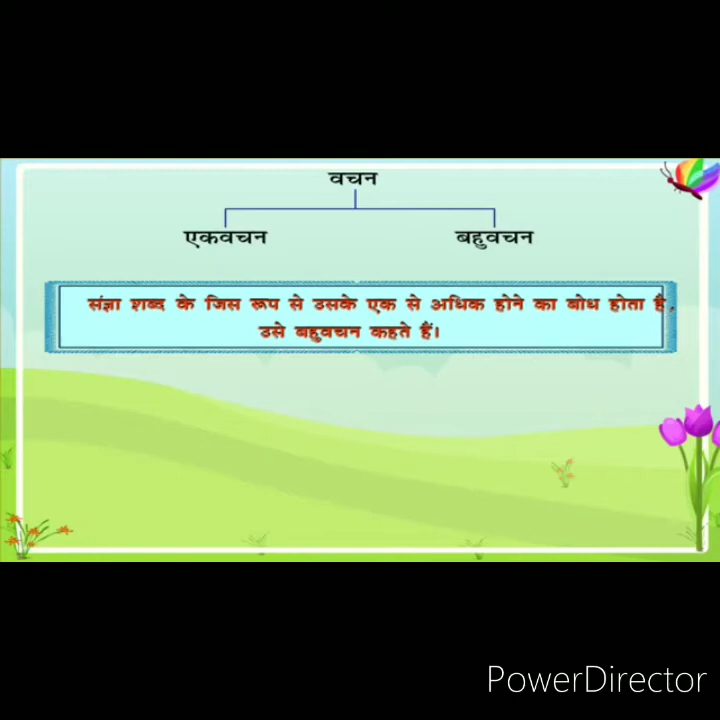 वचन
एकवचन बहुवचन
संज्ञा शब्द के जिस रूप से उसके एक से अधिक होने का बोध होता है,
उसे बहुवचन कहते हैं।
PowerDirector